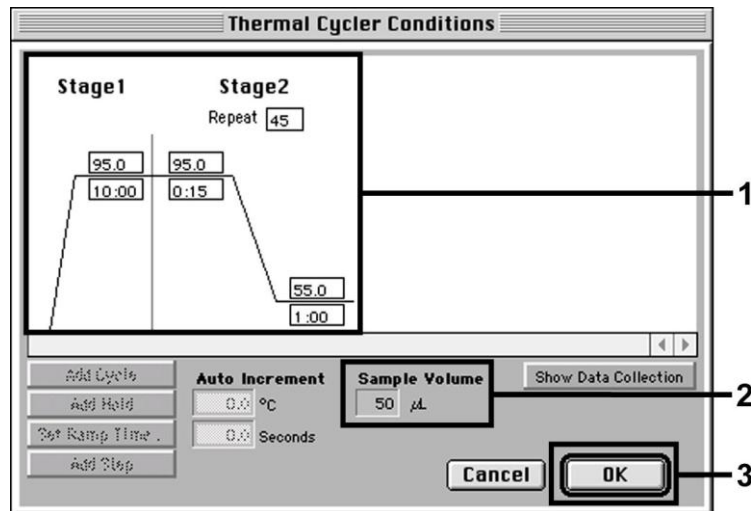 Thermal Cycler Conditions
Stage1 Stage2
Repeat 45
95.0 95.0
10:00 0:15
1
55.0
1:00
Add Cycle
Add Hold
Set Ramp Time .
Add Step
Auto Increment
0.0 °C
0.0 Seconds
Sample Volume
50 µL
Show Data Collection
2
Cancel OK
3